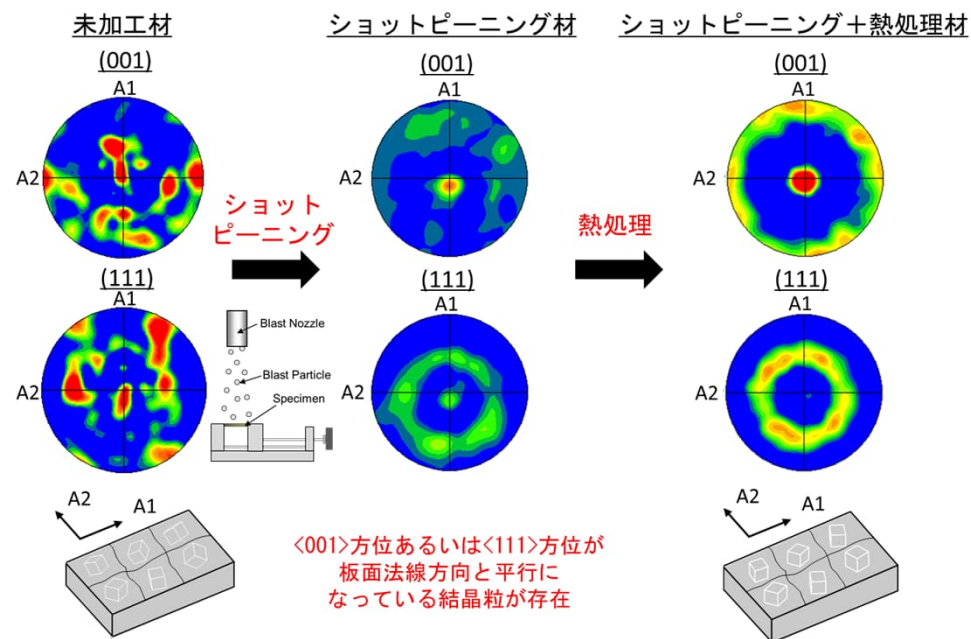 未加工材
(001)
A1
A2
(111)
A1
A2
A2
A1
ショット
ピーニング
Blast Nozzle
Blast Particle
Specimen
ショットピーニング材
(001)
A1
A2
(111)
A1
A2
<001>方位あるいは<111>方位が
板面法線方向と平行に
なっている結晶粒が存在
熱処理
ショットピーニング＋熱処理材
(001)
A1
A2
(111)
A1
A2
A2
A1